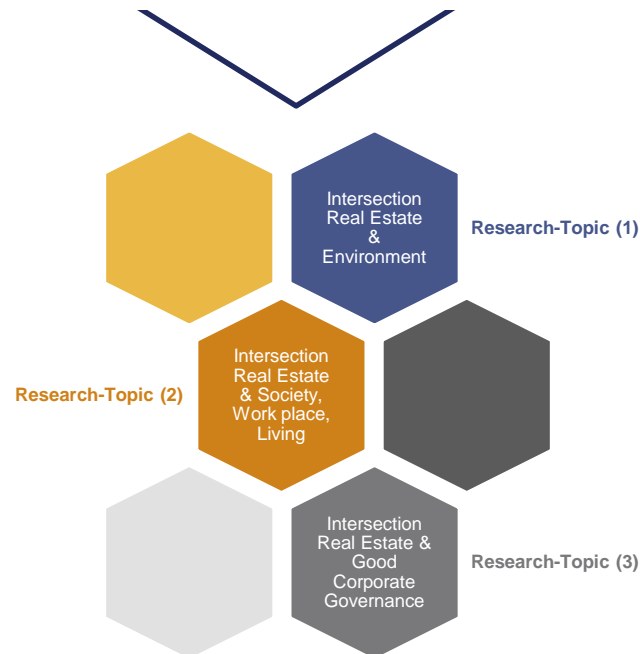 Intersection
Real Estate
&
Environment
Research-Topic (1)
Research-Topic (2)
Intersection
Real Estate
& Society,
Work place,
Living
Intersection
Real Estate &
Good
Corporate
Governance
Research-Topic (3)